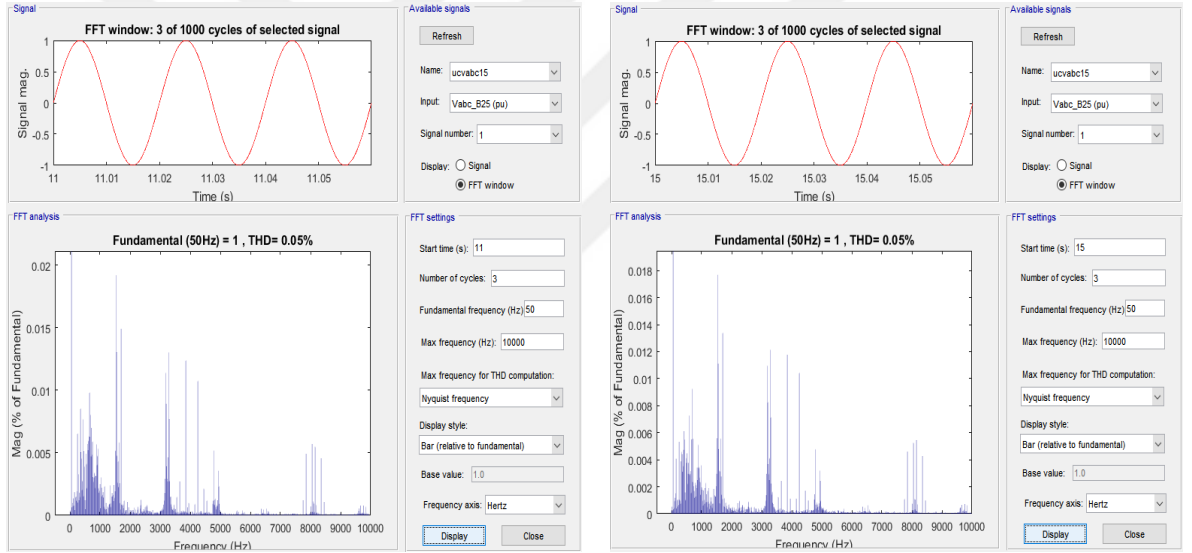 Signal
FFT window: 3 of 1000 cycles of selected signal
1
0.5
0
-0.5
-1
Signal mag.
11 11.01 11.02 11.03 11.04 11.05
Time (s)
Available signals
Refresh
Name: ucvabc15
Input: Vabc_B25 (pu)
Signal number: 1
Display: Signal
FFT window
FFT analysis
Fundamental (50Hz) = 1 , THD= 0.05%
0.02
0.015
0.01
0.005
0
Mag (% of Fundamental)
0 1000 2000 3000 4000 5000 6000 7000 8000 9000 10000
Frequency (Hz)
FFT settings
Start time (s): 11
Number of cycles: 3
Fundamental frequency (Hz) 50
Max frequency (Hz): 10000
Max frequency for THD computation:
Nyquist frequency
Display style:
Bar (relative to fundamental)
Base value: 1.0
Frequency axis: Hertz
Display Close
Signal
FFT window: 3 of 1000 cycles of selected signal
1
0.5
0
-0.5
-1
Signal mag.
15 15.01 15.02 15.03 15.04 15.05
Time (s)
Available signals
Refresh
Name: ucvabc15
Input: Vabc_B25 (pu)
Signal number: 1
Display: Signal
FFT window
FFT analysis
Fundamental (50Hz) = 1 , THD= 0.05%
0.018
0.016
0.014
0.012
0.01
0.008
0.006
0.004
0.002
0
Mag (% of Fundamental)
0 1000 2000 3000 4000 5000 6000 7000 8000 9000 10000
Frequency (Hz)
FFT settings
Start time (s): 15
Number of cycles: 3
Fundamental frequency (Hz) 50
Max frequency (Hz): 10000
Max frequency for THD computation:
Nyquist frequency
Display style:
Bar (relative to fundamental)
Base value: 1.0
Frequency axis: Hertz
Display Close